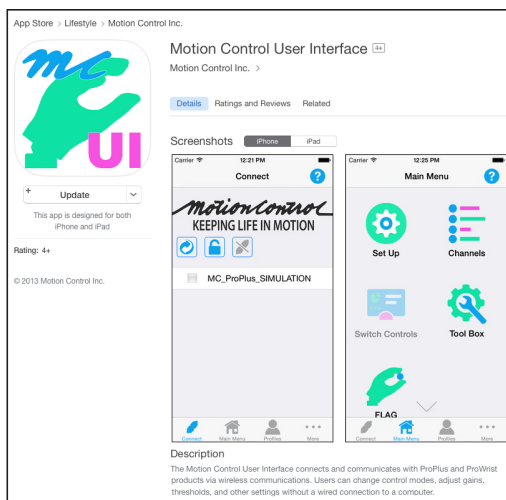 App Store > Lifestyle > Motion Control Inc.
mc
UI
+ Update
This app is designed for both
iPhone and iPad
Rating: 4+
© 2013 Motion Control Inc.
Motion Control User Interface 4+
Motion Control Inc. >
Details Ratings and Reviews Related
Screenshots iPhone iPad
Carrier 12:21 PM
Connect ?
Motion Control
KEEPING LIFE IN MOTION
MC_ProPlus_SIMULATION
Connect Main Menu Profiles More
Carrier 12:25 PM
Main Menu ?
Set Up Channels
Switch Controls Tool Box
FLAG
Connect Main Menu Profiles More
Description
The Motion Control User Interface connects and communicates with ProPlus and ProWrist
products via wireless communications. Users can change control modes, adjust gains,
thresholds, and other settings without a wired connection to a computer.